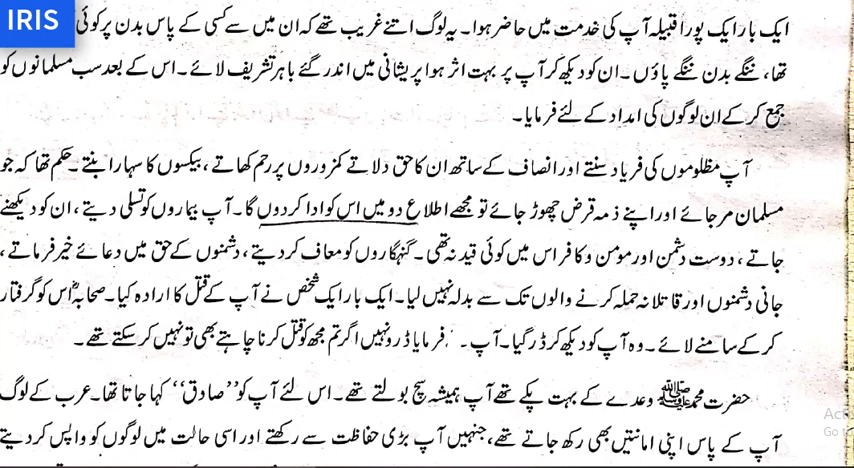 IRIS
ایک بار ایک پورا قبیلہ آپ کی خدمت میں حاضر ہوا۔ یہ لوگ اتنے غریب تھے کہ ان میں سے کسی کے پاس بدن پر کوئی
تھا، ننگے بدن ننگے پاؤں۔ ان کو دیکھ کر آپ پر بہت اثر ہوا پریشانی میں اندر گئے باہر تشریف لائے۔ اس کے بعد سب مسلمانوں کو
جمع کر کے ان لوگوں کی امداد کے لئے فرمایا۔
آپ مظلوموں کی فریاد سنتے اور انصاف کے ساتھ ان کا حق دلاتے کمزوروں پر رحم کھاتے، بیکسوں کا سہارا بنتے۔ حکم تھا کہ جو
مسلمان مر جائے اور اپنے ذمہ قرض چھوڑ جائے تو مجھے اطلاع دو میں اس کو ادا کردوں گا۔ آپ بیماروں کو تسلی دیتے، ان کو دیکھنے
جاتے، دوست دشمن اور مومن و کافر اس میں کوئی قید نہ تھی۔ گنہگاروں کو معاف کر دیتے، دشمنوں کے حق میں دعائے خیر فرماتے،
جانی دشمنوں اور قاتلانہ حملہ کرنے والوں تک سے بدلہ نہیں لیا۔ ایک بار ایک شخص نے آپ کے قتل کا ارادہ کیا۔ صحابہؓ اس کو گرفتار
کر کے سامنے لائے۔ وہ آپ کو دیکھ کر ڈر گیا۔ آپ۔ فرمایا ڈرو نہیں اگر تم مجھ کو قتل کرنا چاہتے بھی تو نہیں کر سکتے تھے۔
حضرت محمد ﷺ وعدے کے بہت پکے تھے آپ ہمیشہ سچ بولتے تھے۔ اس لئے آپ کو ’’صادق‘‘ کہا جاتا تھا۔ عرب کے لوگ
آپ کے پاس اپنی امانتیں بھی رکھ جاتے تھے، جنہیں آپ بڑی حفاظت سے رکھتے اور اسی حالت میں لوگوں کو واپس کر دیتے